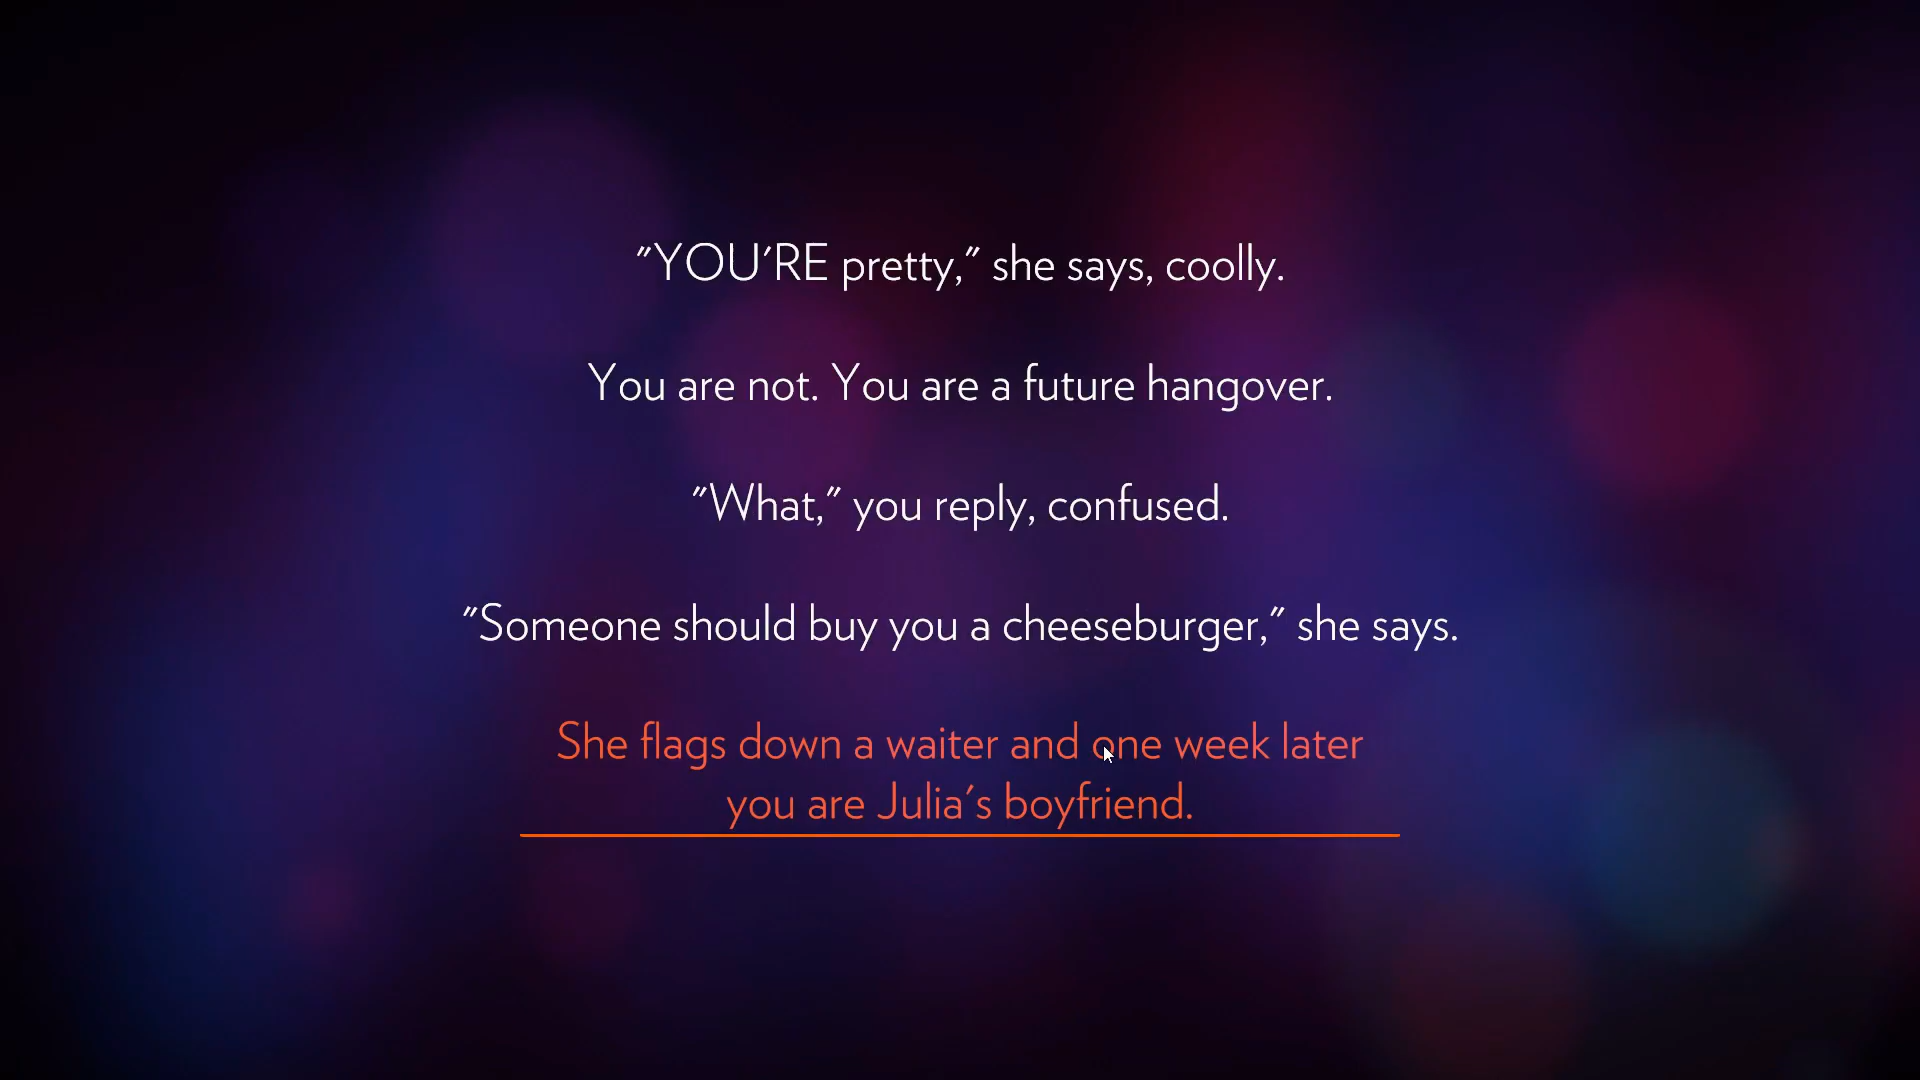 "YOU'RE pretty," she says, coolly.
You are not. You are a future hangover.
"What," you reply, confused.
"Someone should buy you a cheeseburger," she says.
She flags down a waiter and one week later
you are Julia's boyfriend.